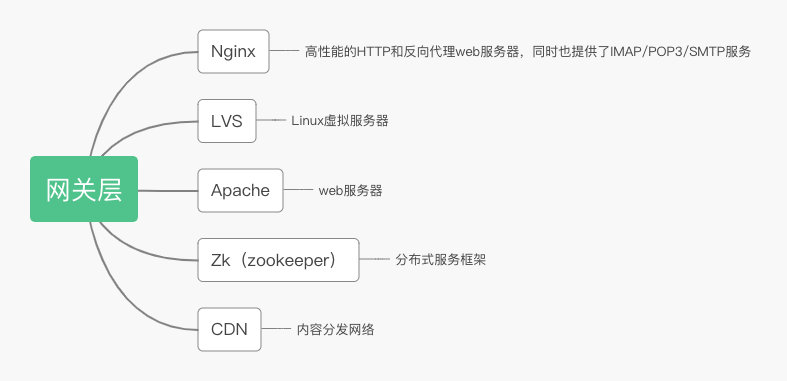 Nginx
高性能的HTTP和反向代理web服务器，同时也提供了IMAP/POP3/SMTP服务
LVS
Linux虚拟服务器
网关层
Apache
web服务器
Zk（zookeeper）
分布式服务框架
CDN
内容分发网络